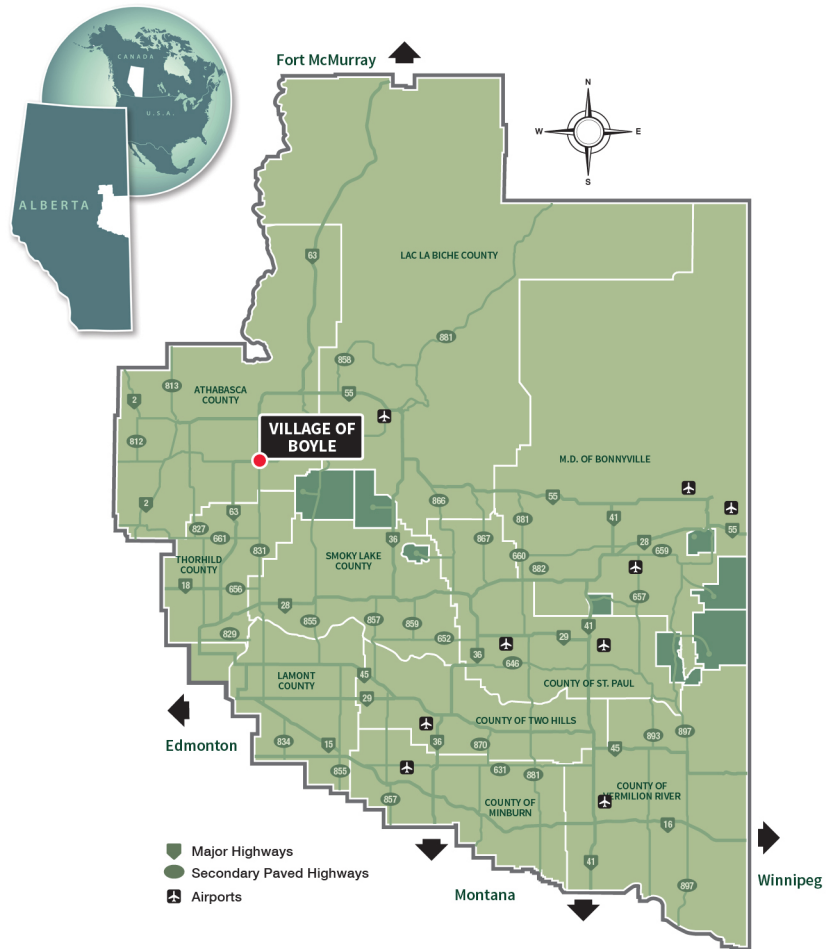 Fort McMurray
CANADA
U.S.A.
N
W
E
S
ALBERTA
63
LAC LA BICHE COUNTY
881
858
813
ATHABASCA
COUNTY
55
2
VILLAGE OF
BOYLE
812
M.D. OF BONNYVILLE
2
63
866
55
881
41
827
661
831
36
867
28
659
55
THORHILD
COUNTY
SMOKY LAKE
COUNTY
660
882
18
656
657
28
855
857
859
829
652
41
29
36
646
LAMONT
COUNTY
45
29
COUNTY OF ST. PAUL
COUNTY OF TWO HILLS
834
15
36
870
45
893
897
855
631
881
857
COUNTY OF
MINBURN
COUNTY OF
VERMILION RIVER
16
41
897
Edmonton
Major Highways
Secondary Paved Highways
Airports
Montana
Winnipeg